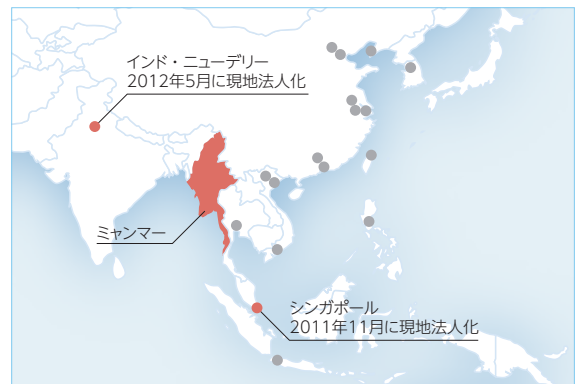 インド・ニューデリー
2012年5月に現地法人化
ミャンマー
シンガポール
2011年11月に現地法人化